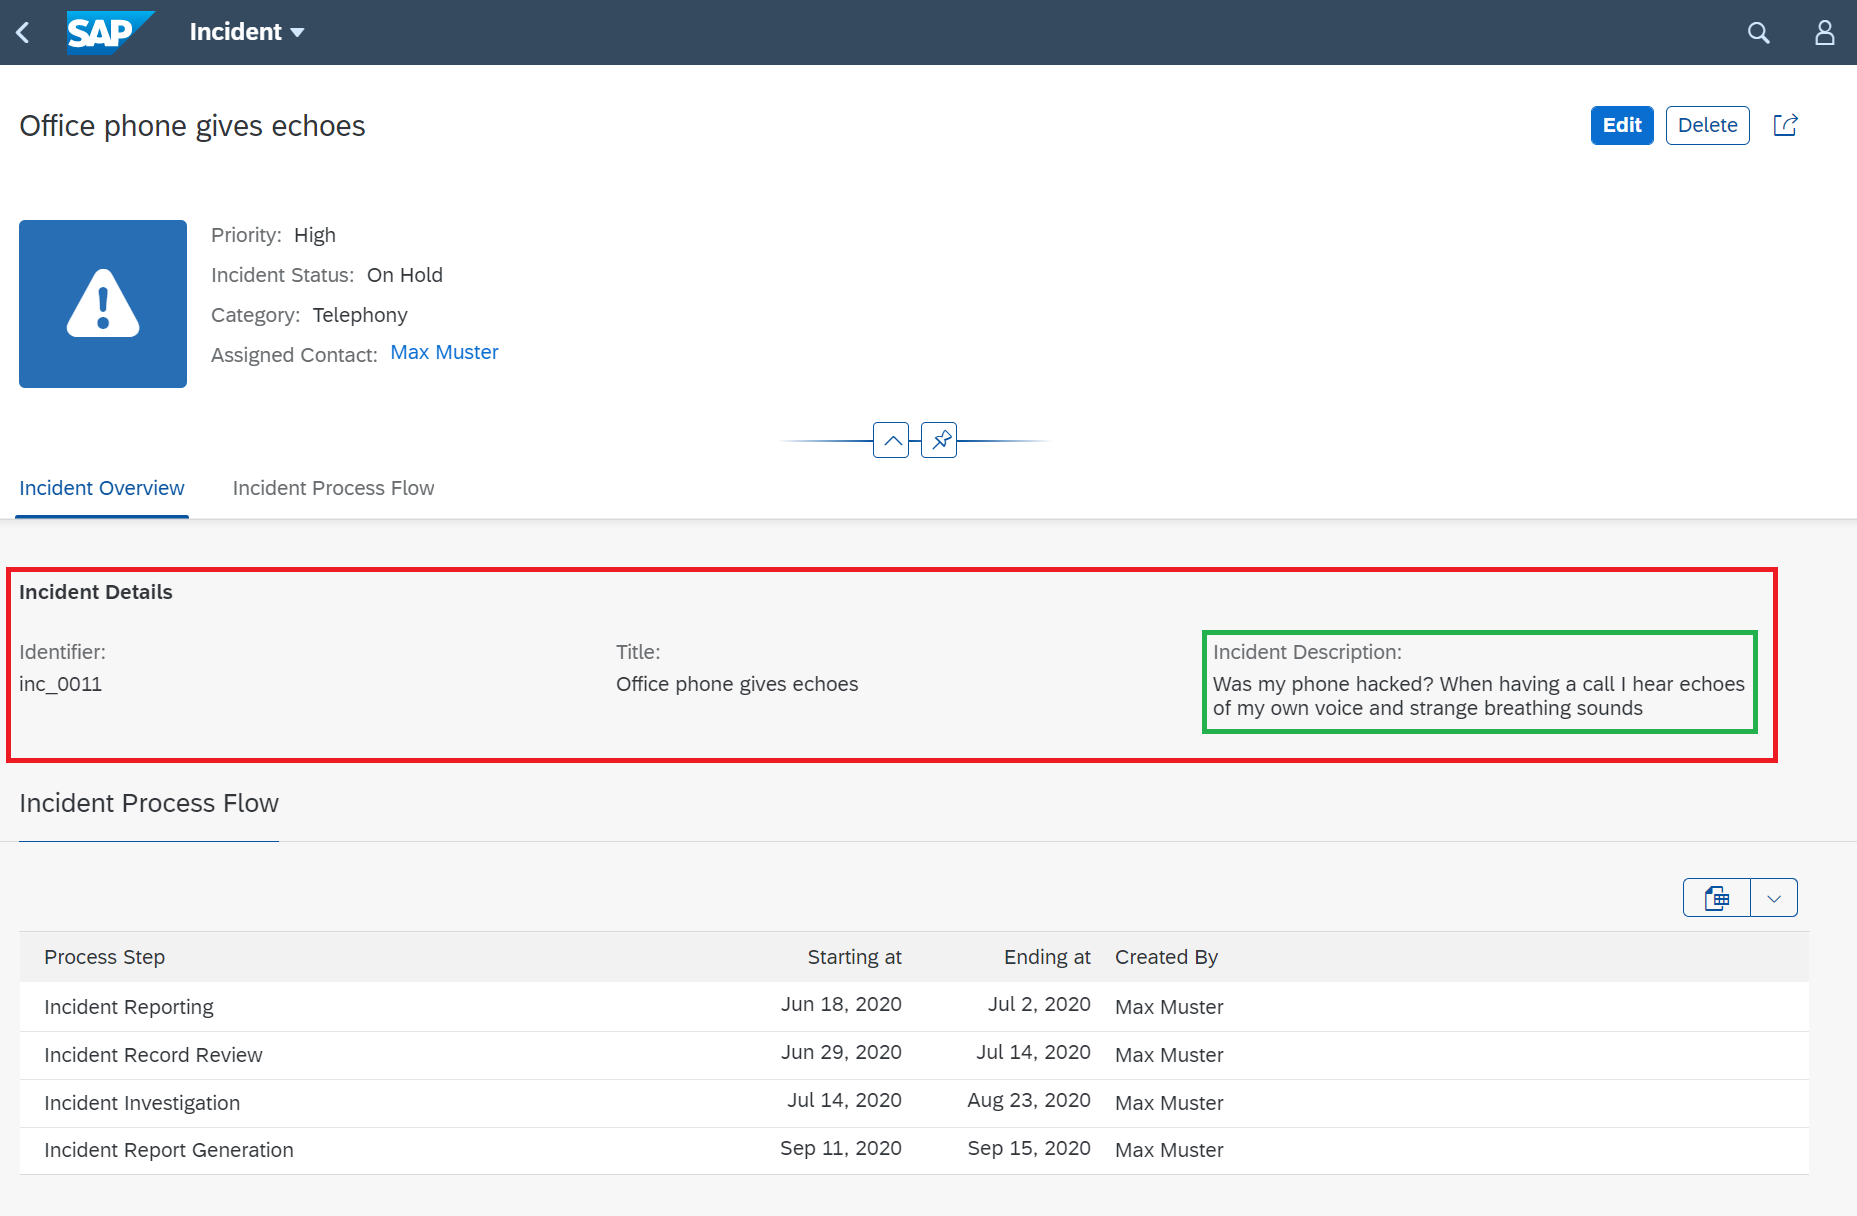 SAP Incident
Office phone gives echoes
Edit Delete
Priority: High
Incident Status: On Hold
Category: Telephony
Assigned Contact: Max Muster
Incident Overview Incident Process Flow
Incident Details
Identifier: Title: Incident Description:
inc_0011 Office phone gives echoes Was my phone hacked? When having a call I hear echoes
of my own voice and strange breathing sounds
Incident Process Flow
Process Step Starting at Ending at Created By
Incident Reporting Jun 18, 2020 Jul 2, 2020 Max Muster
Incident Record Review Jun 29, 2020 Jul 14, 2020 Max Muster
Incident Investigation Jul 14, 2020 Aug 23, 2020 Max Muster
Incident Report Generation Sep 11, 2020 Sep 15, 2020 Max Muster